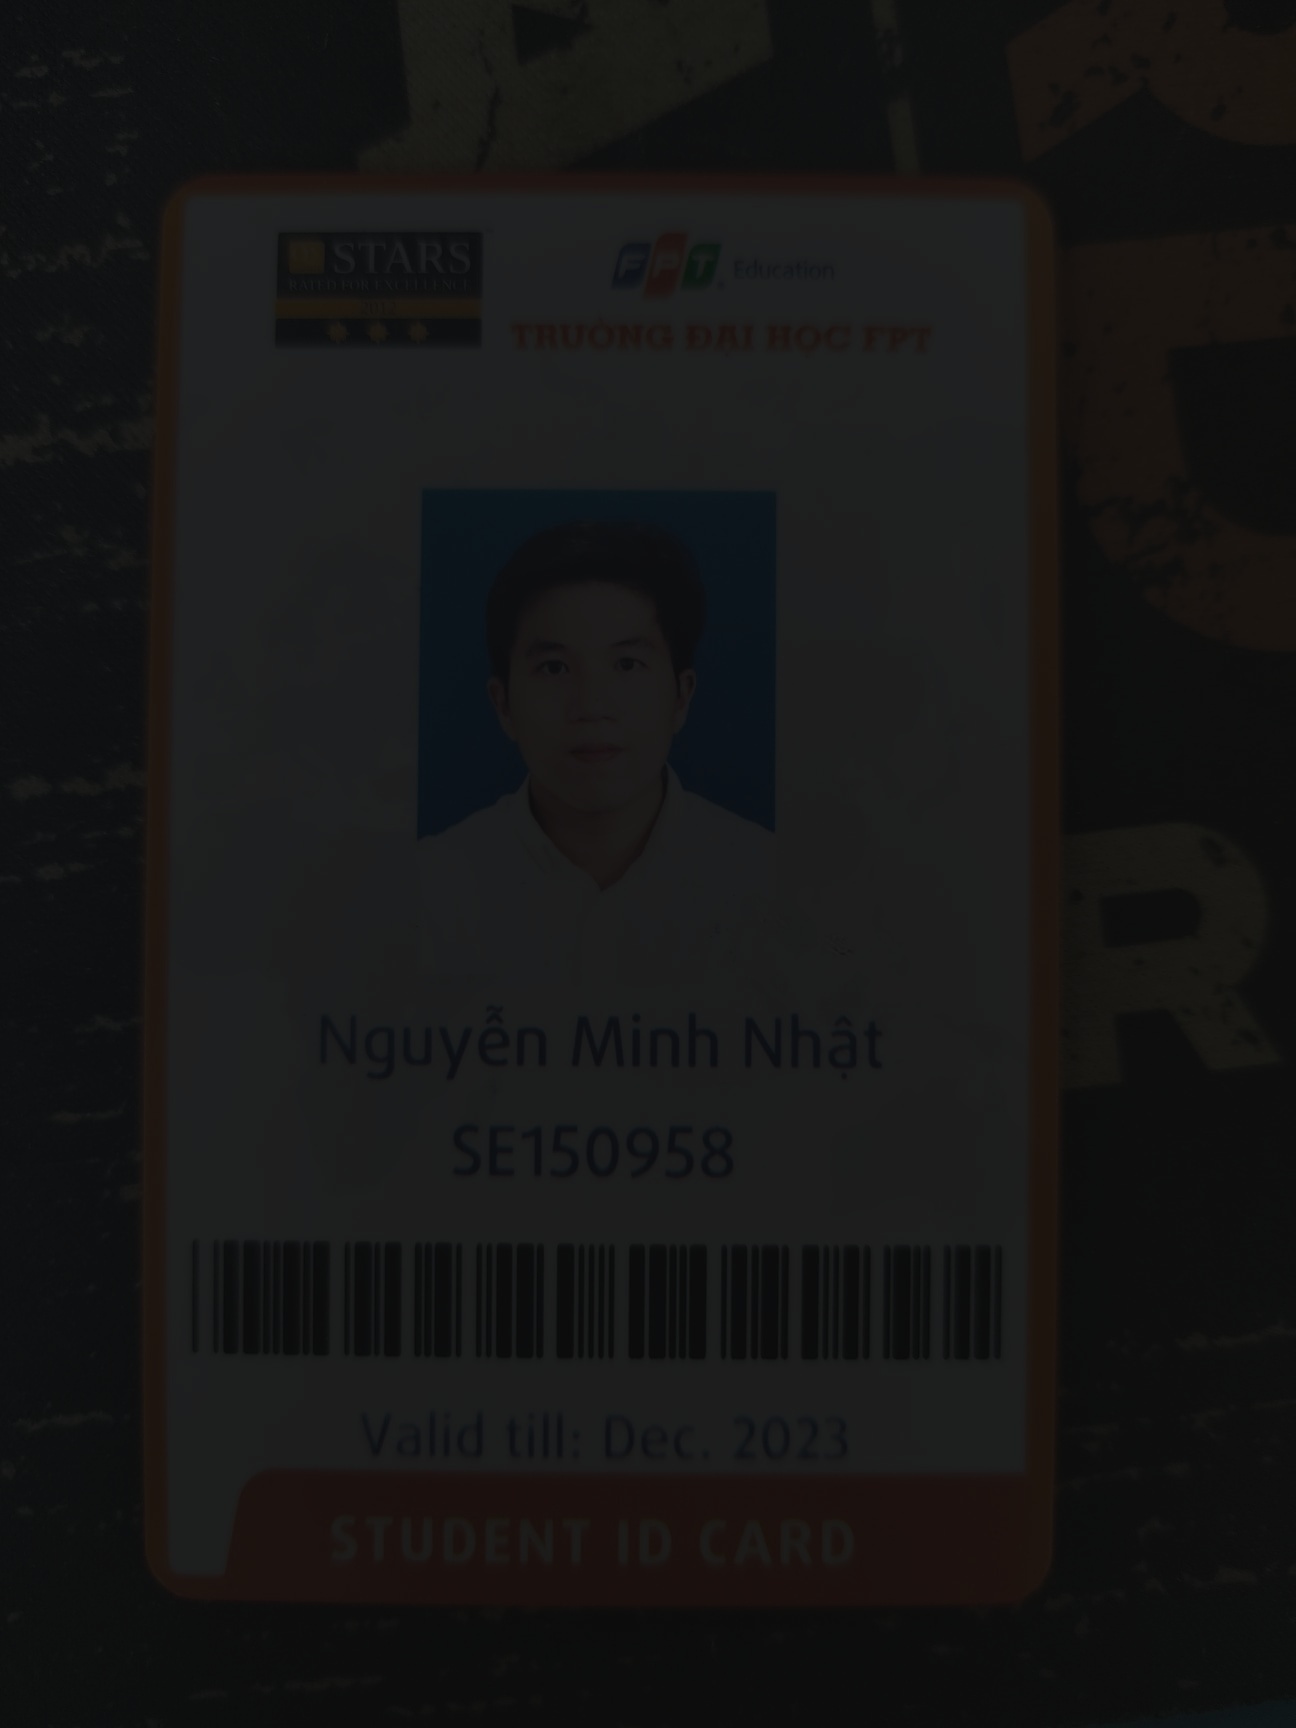 STARS
RATED FOR EXCELLENCE
2012
FPT Education
TRƯỜNG ĐẠI HỌC FPT
Nguyễn Minh Nhật
SE150958
Valid till: Dec. 2023
STUDENT ID CARD
R